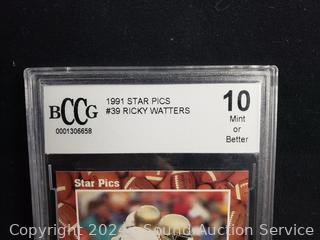 BCCG
0001306658
1991 STAR PICS
#39 RICKY WATTERS
10
Mint
or
Better
Star Pics
Copyright 2024 Sound Auction Service